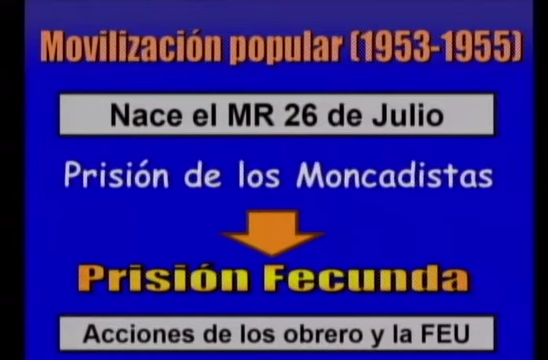 Movilización popular (1953-1955)
Nace el MR 26 de Julio
Prisión de los Moncadistas
Prisión Fecunda
Acciones de los obrero y la FEU